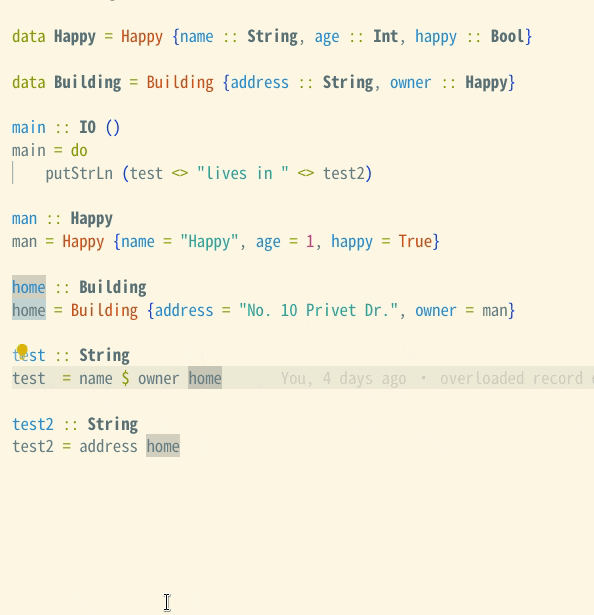 data Happy = Happy {name :: String, age :: Int, happy :: Bool}
data Building = Building {address :: String, owner :: Happy}
main :: IO ()
main = do
    putStrLn (test <> "lives in " <> test2)
man :: Happy
man = Happy {name = "Happy", age = 1, happy = True}
home :: Building
home = Building {address = "No. 10 Privet Dr.", owner = man}
test :: String
test  = name $ owner home    You, 4 days ago • overloaded record
test2 :: String
test2 = address home